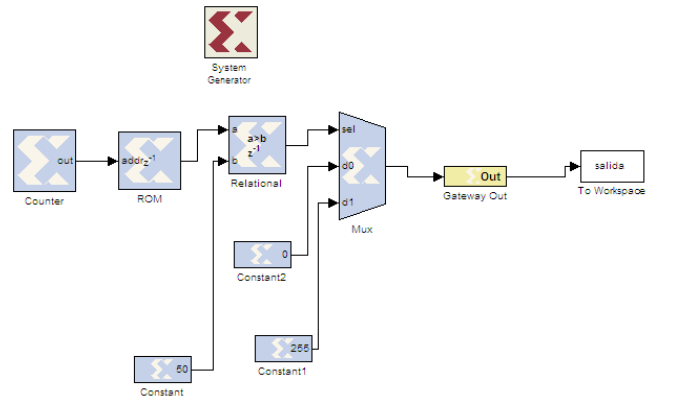 System
Generator
out
Counter
addr z⁻¹
ROM
a
b
a>b
z⁻¹
Relational
sel
d0
d1
Mux
Out
Gateway Out
salida
To Workspace
0
Constant2
255
Constant1
50
Constant